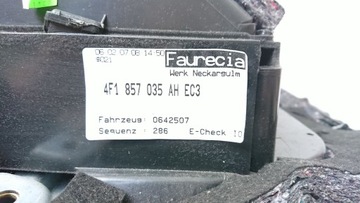 06 02 07 08 14:50
Faurecia
Werk Neckarsulm
4F1 857 035 AH EC3
Fahrzeug: 0642507
Sequenz : 286 E-Check 10